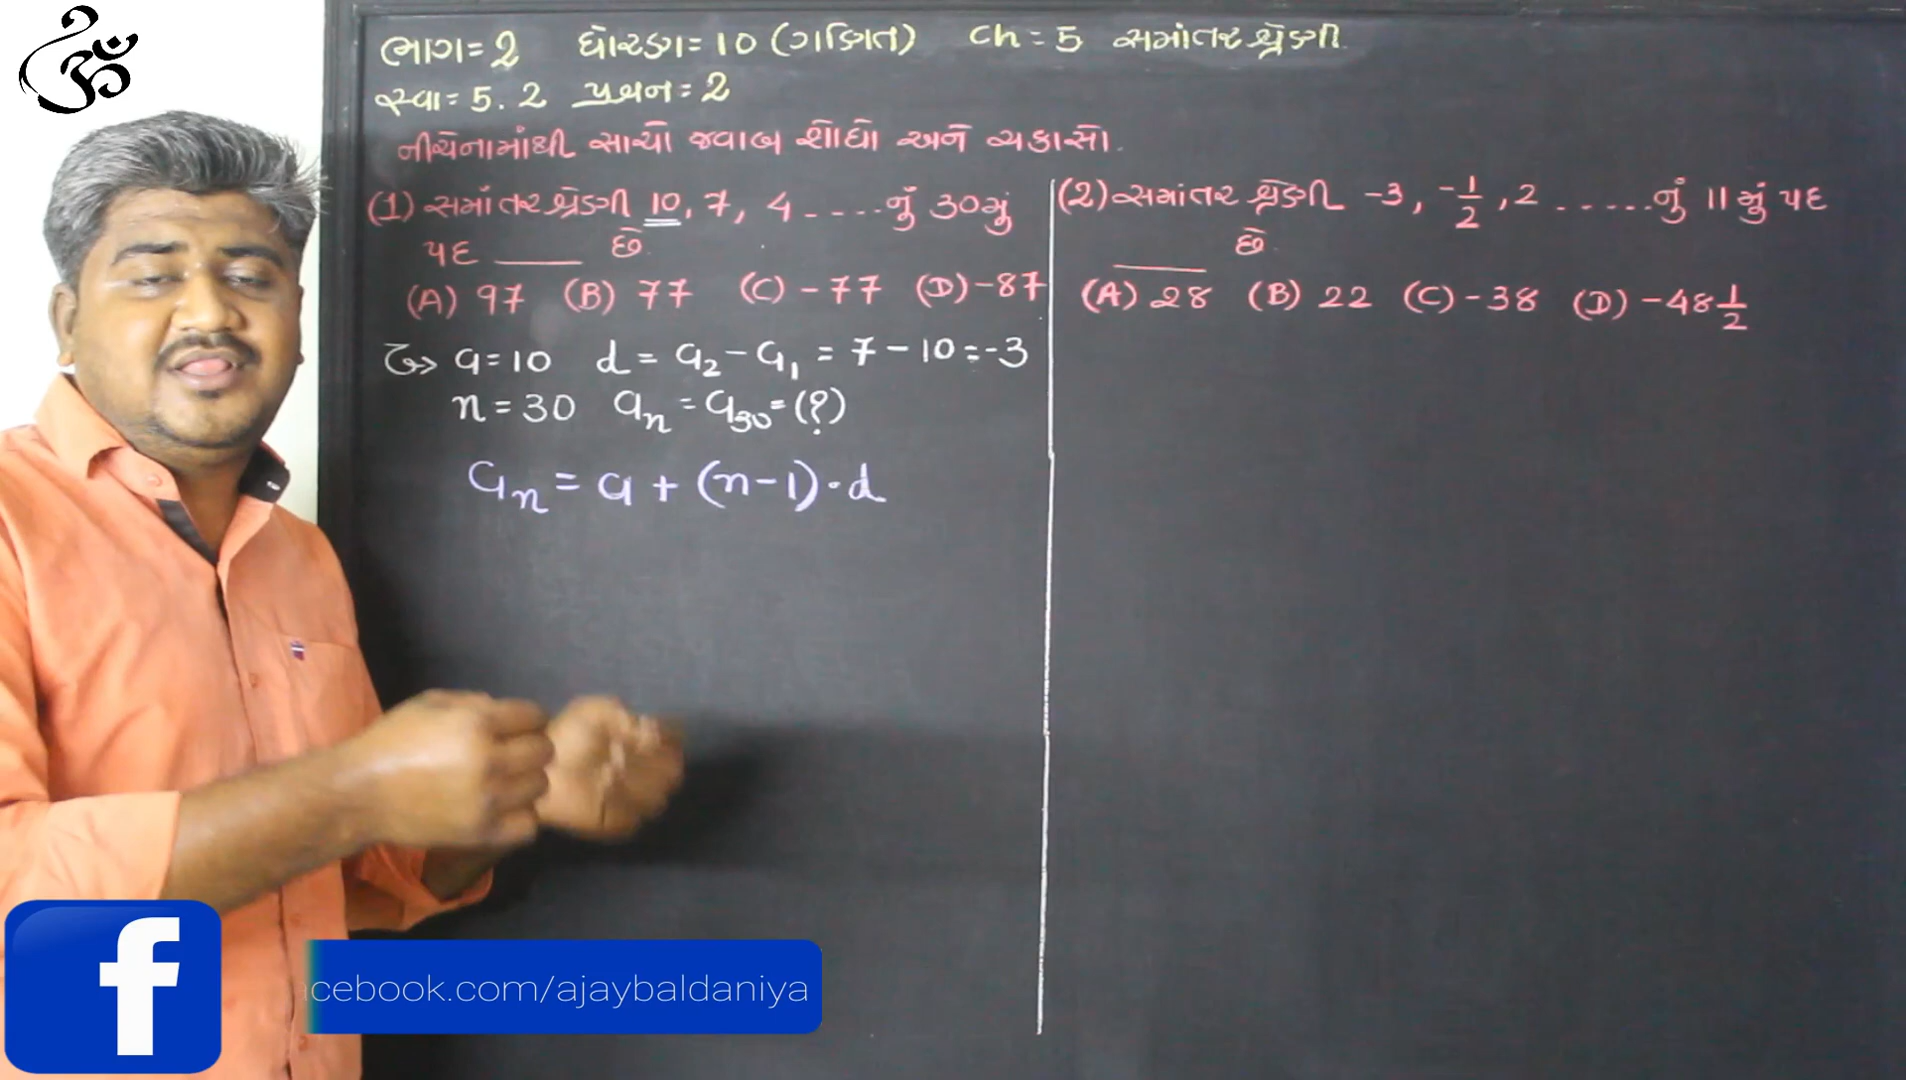 ૐ
ભાગ=2 ધોરણ=10 (ગણિત) Ch=5 સમાંતર શ્રેણી
સ્વા=5.2 પ્રશ્ન=2
નીચેનામાંથી સાચો જવાબ શોધો અને ચકાસો.
(1) સમાંતર શ્રેણી 10, 7, 4 ----- નું 30મું
પદ ____ છે
(A) 97 (B) 77 (C) -77 (D) -87
→ a=10 d = a₂-a₁ = 7-10=-3
n=30 aₙ = a₃₀=(?)
aₙ = a + (n-1)·d
(2) સમાંતર શ્રેણી -3, -1/2, 2 ......નું 11મું પદ
____ છે.
(A) 28 (B) 22 (C) -38 (D) -48 1/2
f
cebook.com/ajaybaldaniya